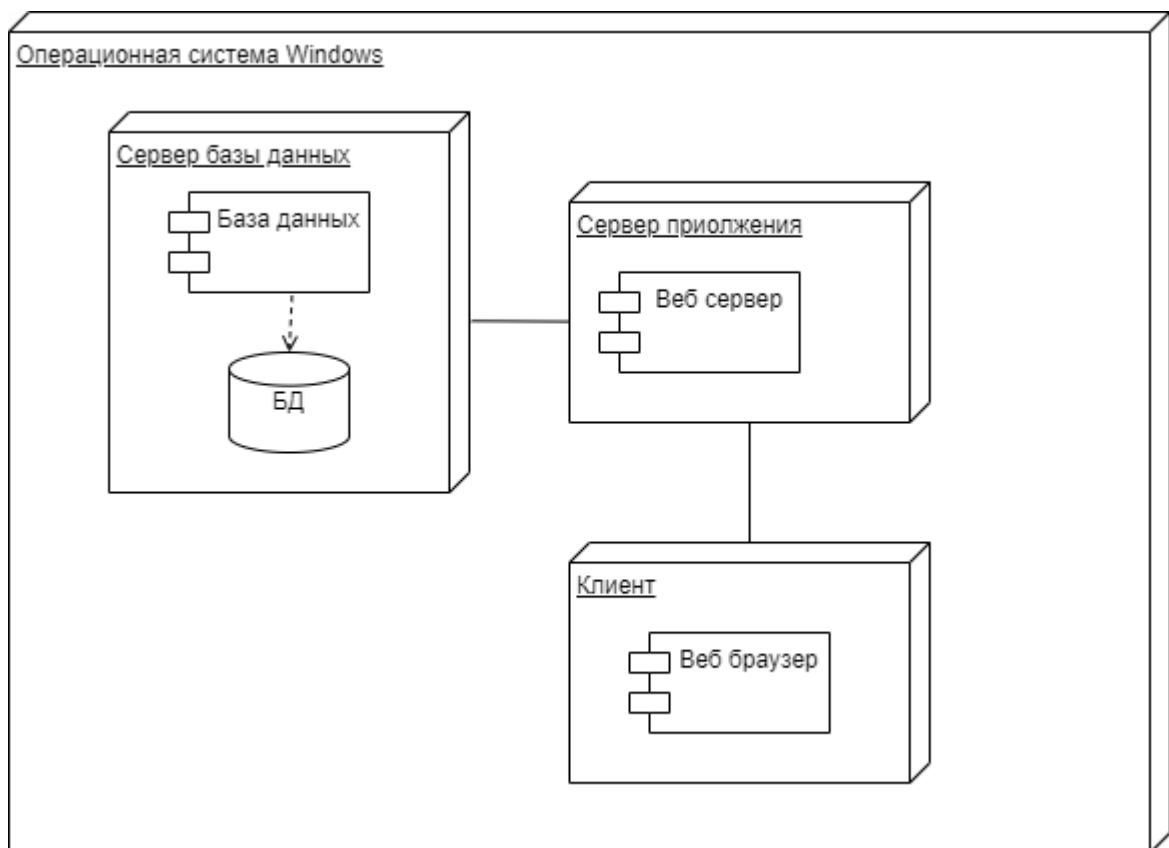 Операционная система Windows
Сервер базы данных
База данных
БД
Сервер приолжения
Веб сервер
Клиент
Веб браузер